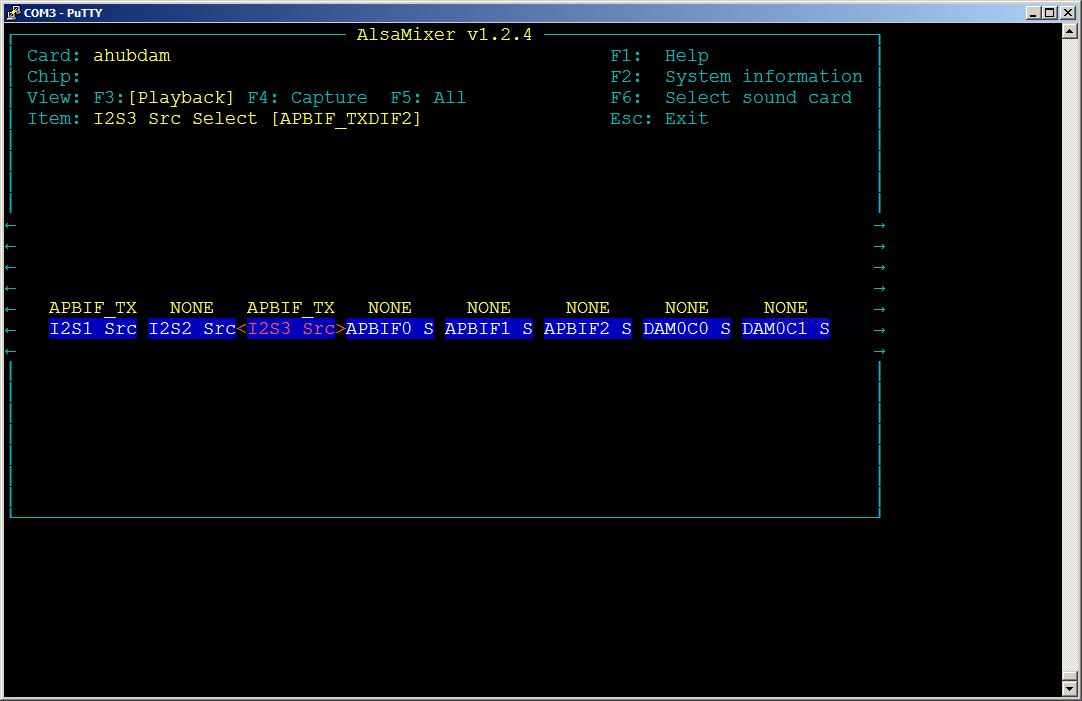 COM3 - PuTTY
AlsaMixer v1.2.4
Card: ahubdam F1: Help
Chip: F2: System information
View: F3:[Playback] F4: Capture F5: All F6: Select sound card
Item: I2S3 Src Select [APBIF_TXDIF2] Esc: Exit
APBIF_TX NONE APBIF_TX NONE NONE NONE NONE NONE
I2S1 Src I2S2 Src<I2S3 Src>APBIF0 S APBIF1 S APBIF2 S DAM0C0 S DAM0C1 S